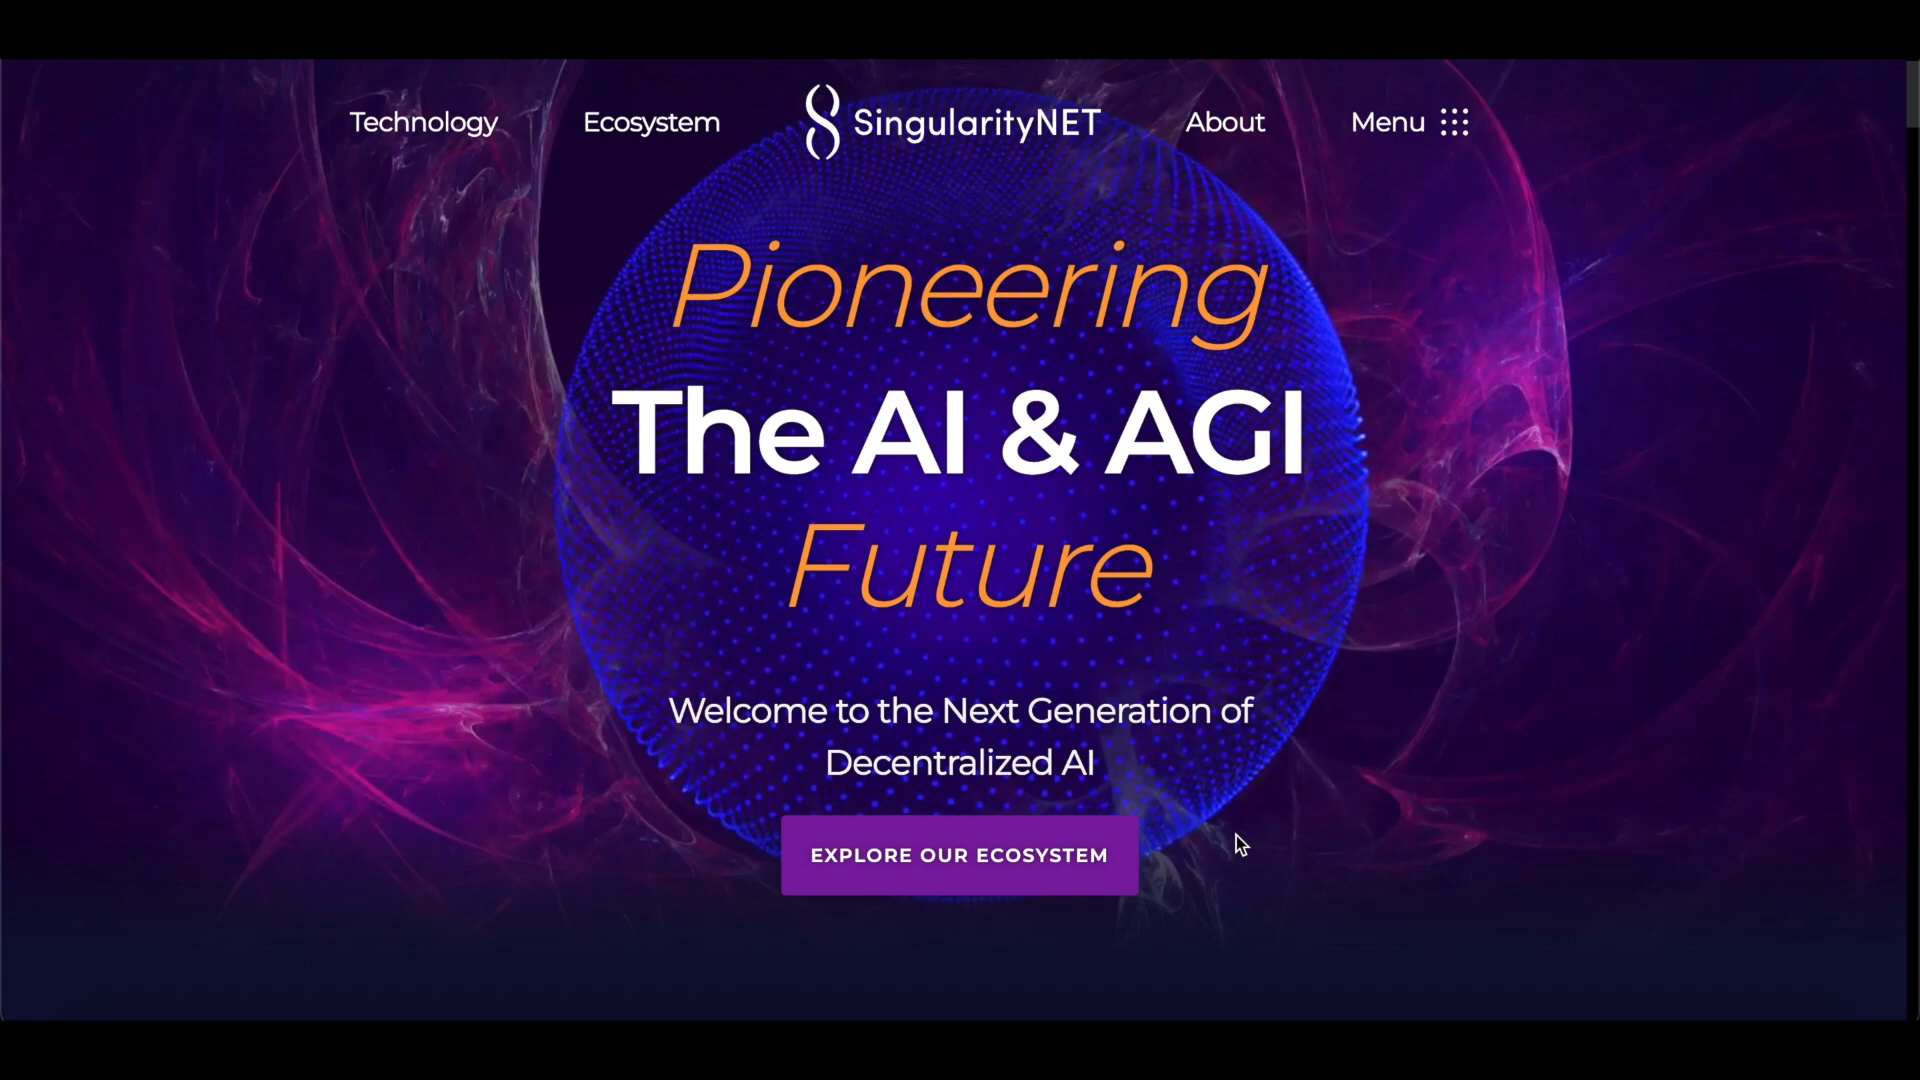 Technology Ecosystem SingularityNET About Menu
Pioneering
The AI & AGI
Future
Welcome to the Next Generation of
Decentralized AI
EXPLORE OUR ECOSYSTEM